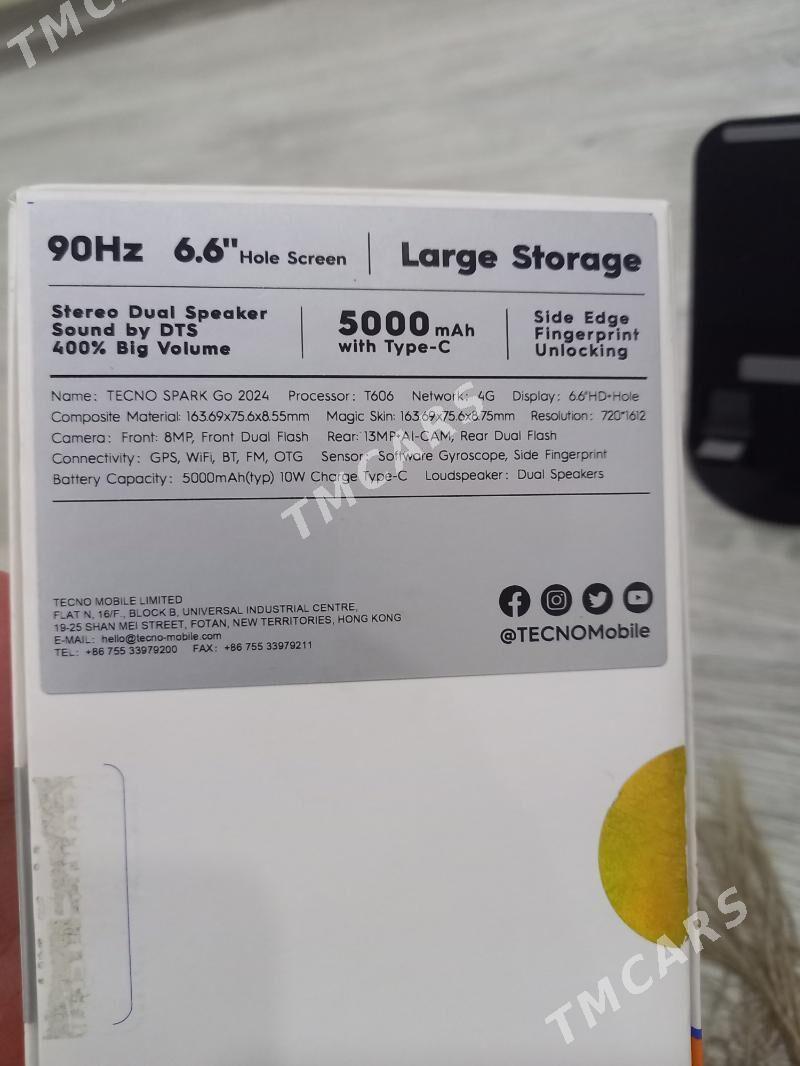 TMCARS
90Hz 6.6" Hole Screen
Large Storage
Stereo Dual Speaker
Sound by DTS
400% Big Volume
5000 mAh
with Type-C
Side Edge
Fingerprint
Unlocking
Name: TECNO SPARK Go 2024 Processor: T606 Network: 4G Display: 6.6"HD+Hole
Composite Material: 163.69x75.6x8.55mm Magic Skin: 163.69x75.6x8.75mm Resolution: 720*1612
Camera: Front: 8MP, Front Dual Flash Rear: 13MP+AI-CAM, Rear Dual Flash
Connectivity: GPS, WiFi, BT, FM, OTG Sensor: Software Gyroscope, Side Fingerprint
Battery Capacity: 5000mAh(typ) 10W Charge Type-C Loudspeaker: Dual Speakers
TMCARS
TECNO MOBILE LIMITED
FLAT N, 16/F., BLOCK B, UNIVERSAL INDUSTRIAL CENTRE,
19-25 SHAN MEI STREET, FOTAN, NEW TERRITORIES, HONG KONG
E-MAIL: hello@tecno-mobile.com
TEL: +86 755 33979200 FAX: +86 755 33979211
@TECNOMobile
TMCARS